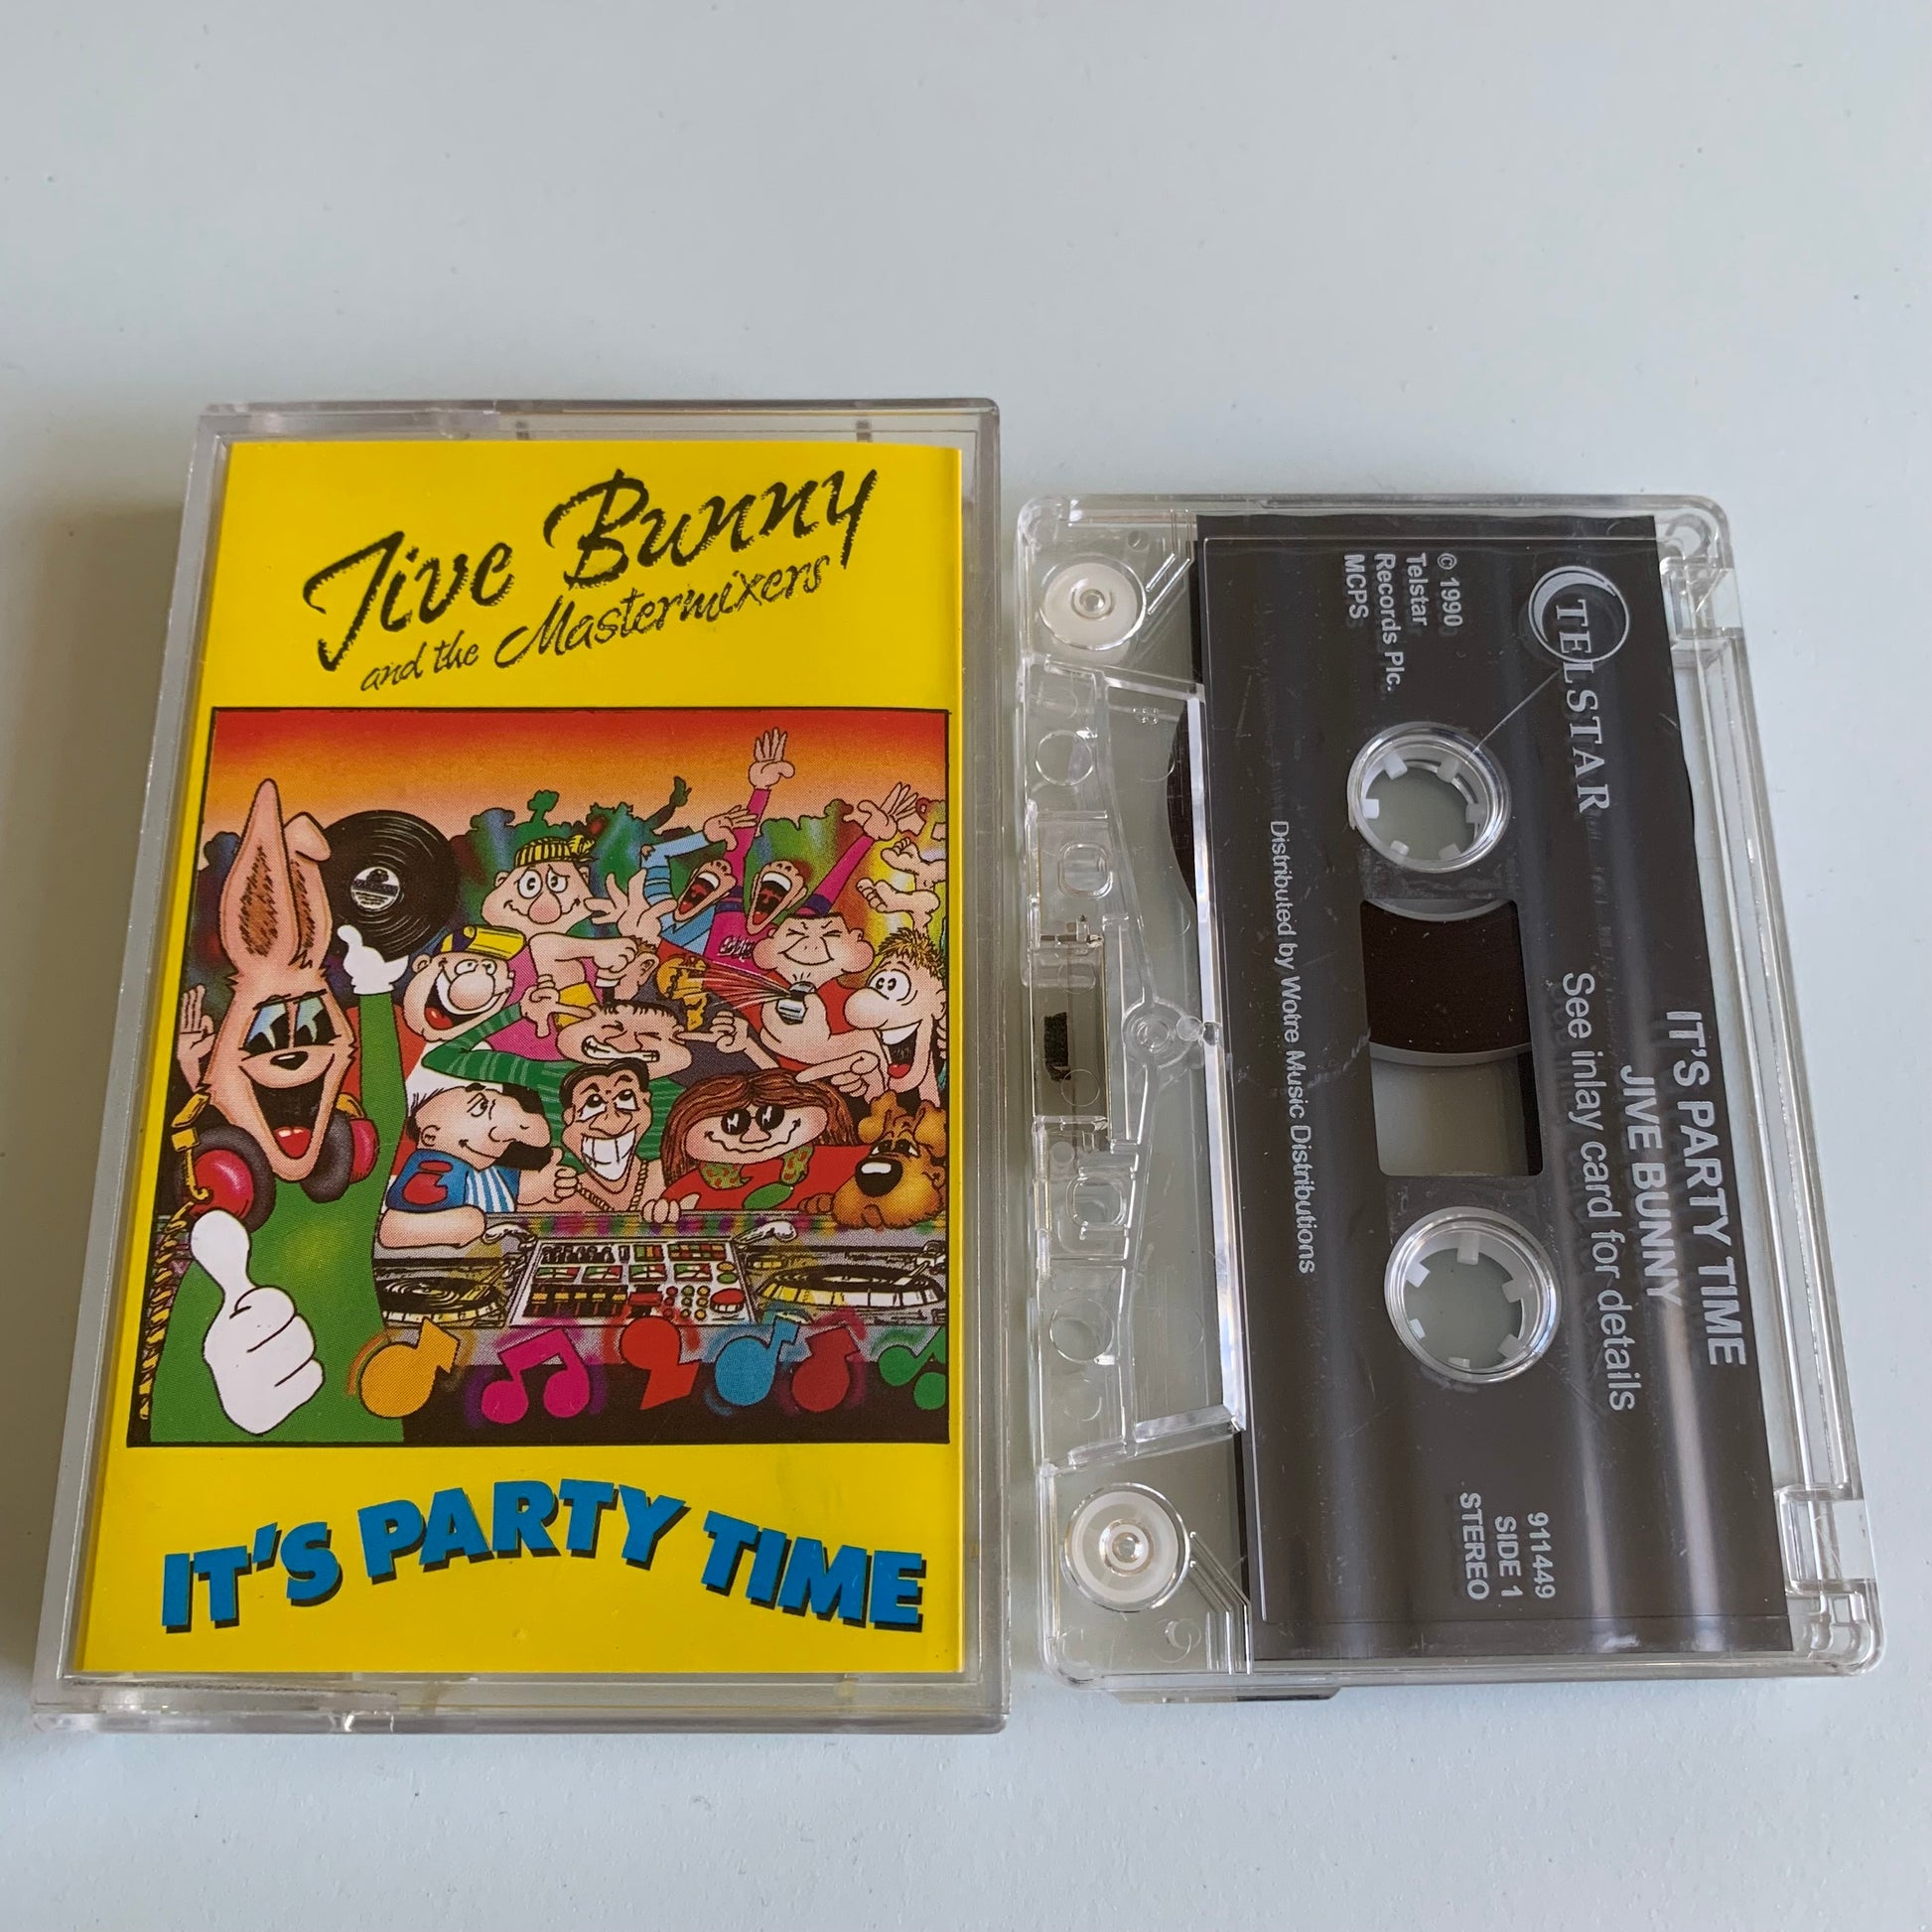 Jive Bunny
and the Mastermixers
IT'S PARTY TIME
TELSTAR
© 1990
Telstar
Records Plc.
MCPS
IT'S PARTY TIME
JIVE BUNNY
See inlay card for details
Distributed by Wotre Music Distributions
911449
SIDE 1
STEREO